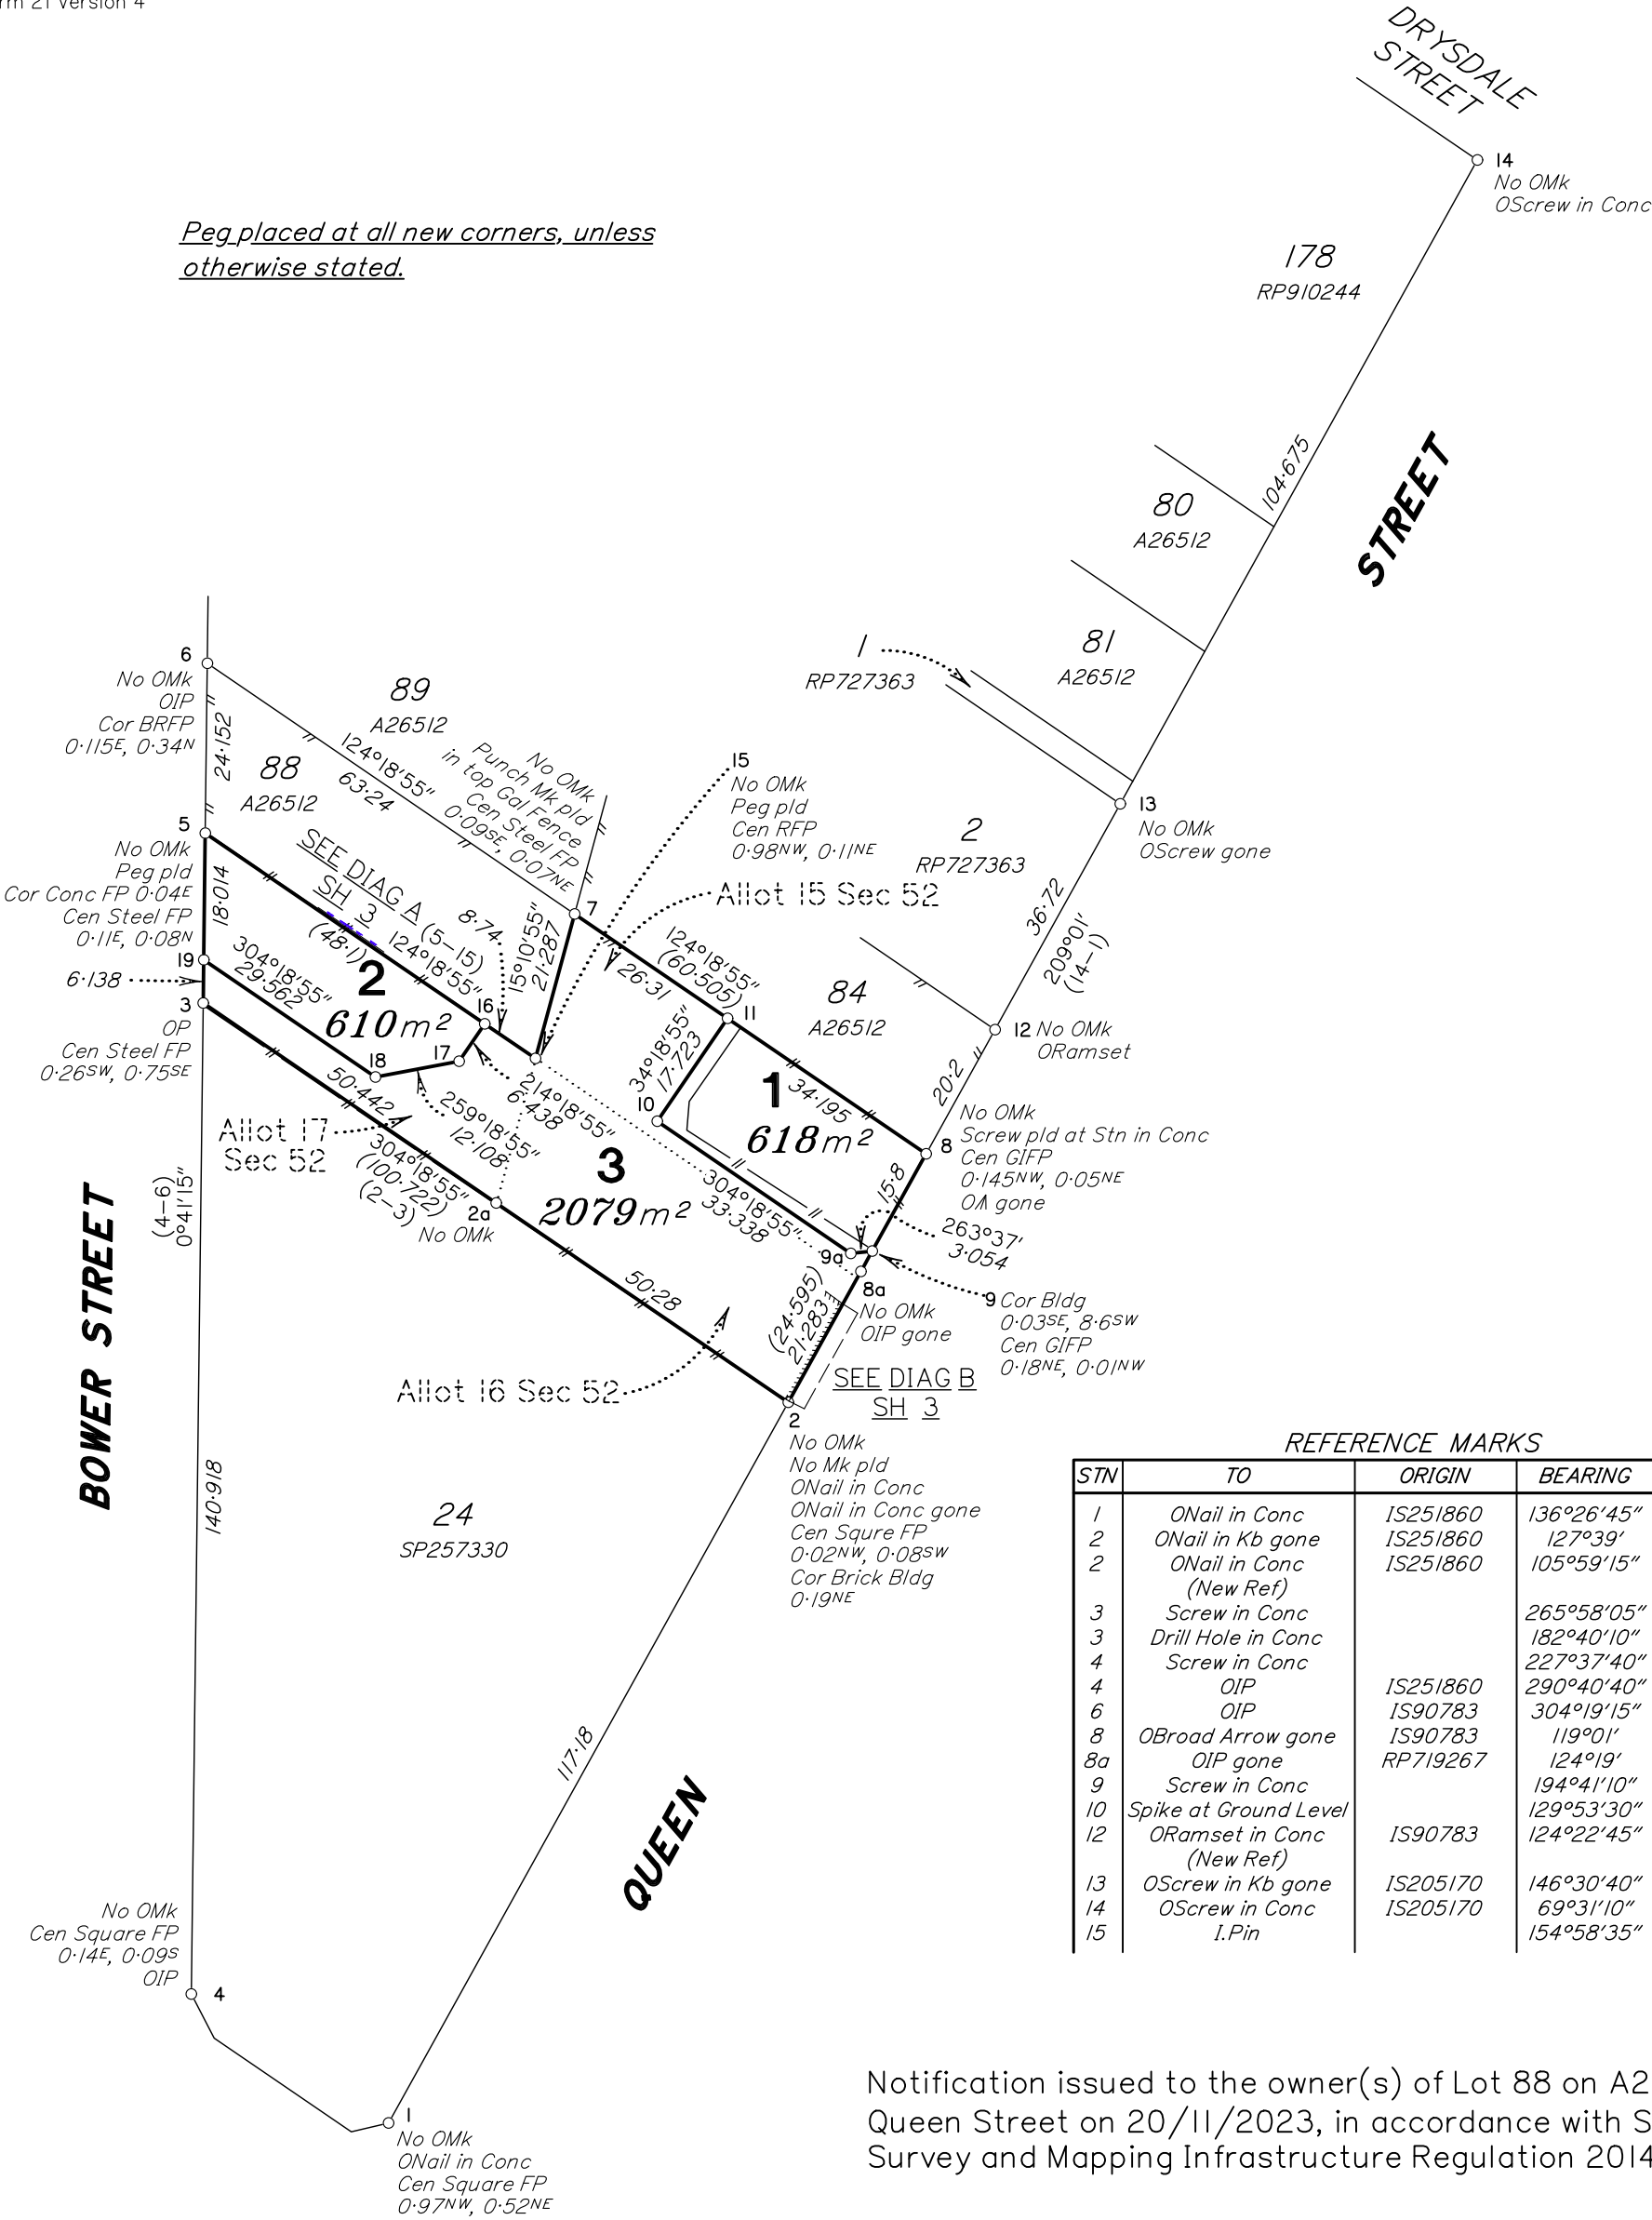 rm 21 Version 4
DRYSDALE
STREET
14
No OMk
OScrew in Conc
Peg placed at all new corners, unless
otherwise stated.
178
RP910244
104·675
STREET
80
A26512
81
A26512
1
RP727363
6
No OMk
OIP
Cor BRFP
0·115E, 0·34N
24·152
89
A26512
124°18'55"
63·24
88
A26512
No OMk
Punch Mk pld
in top Gal Fence
Cen Steel FP
0·09SE, 0·07NE
15
No OMk
Peg pld
Cen RFP
0·98NW, 0·11NE
2
RP727363
13
No OMk
OScrew gone
5
No OMk
Peg pld
Cor Conc FP 0·04E
Cen Steel FP
0·11E, 0·08N
18·014
SEE DIAG A
SH 3
(5-15)
(48·1)
124°18'55"
8·74
15°10'55"
21·287
7
Allot 15 Sec 52
36·72
209°01'
(14-1)
124°18'55"
(60·505)
26·31
11
84
A26512
12 No OMk
ORamset
20·2
19
6·138
3
OP
Cen Steel FP
0·26SW, 0·75SE
304°18'55"
29·562
2
610m²
16
17
18
34°18'55"
17·723
10
1
618m²
34·195
8
No OMk
Screw pld at Stn in Conc
Cen GIFP
0·145NW, 0·05NE
O/|\ gone
15·8
214°18'55"
6·438
259°18'55"
12·108
50·442
304°18'55"
(100·722)
(2-3)
Allot 17
Sec 52
3
2079m²
2a
No OMk
304°18'55"
33·338
9a
263°37'
3·054
8a
No OMk
OIP gone
9 Cor Bldg
0·03SE, 8·6SW
Cen GIFP
0·18NE, 0·01NW
50·28
(24·595)
21·283
(4-6)
0°41'15"
BOWER STREET
Allot 16 Sec 52
SEE DIAG B
SH 3
2
No OMk
No Mk pld
ONail in Conc
ONail in Conc gone
Cen Squre FP
0·02NW, 0·08SW
Cor Brick Bldg
0·19NE
140·918
24
SP257330
117·18
QUEEN
REFERENCE MARKS
STN TO ORIGIN BEARING
1 ONail in Conc IS251860 136°26'45"
2 ONail in Kb gone IS251860 127°39'
2 ONail in Conc IS251860 105°59'15"
(New Ref)
3 Screw in Conc 265°58'05"
3 Drill Hole in Conc 182°40'10"
4 Screw in Conc 227°37'40"
4 OIP IS251860 290°40'40"
6 OIP IS90783 304°19'15"
8 OBroad Arrow gone IS90783 119°01'
8a OIP gone RP719267 124°19'
9 Screw in Conc 194°41'10"
10 Spike at Ground Level 129°53'30"
12 ORamset in Conc IS90783 124°22'45"
(New Ref)
13 OScrew in Kb gone IS205170 146°30'40"
14 OScrew in Conc IS205170 69°31'10"
15 I.Pin 154°58'35"
No OMk
Cen Square FP
0·14E, 0·09S
OIP
4
1
No OMk
ONail in Conc
Cen Square FP
0·97NW, 0·52NE
Notification issued to the owner(s) of Lot 88 on A2
Queen Street on 20/11/2023, in accordance with S
Survey and Mapping Infrastructure Regulation 2014